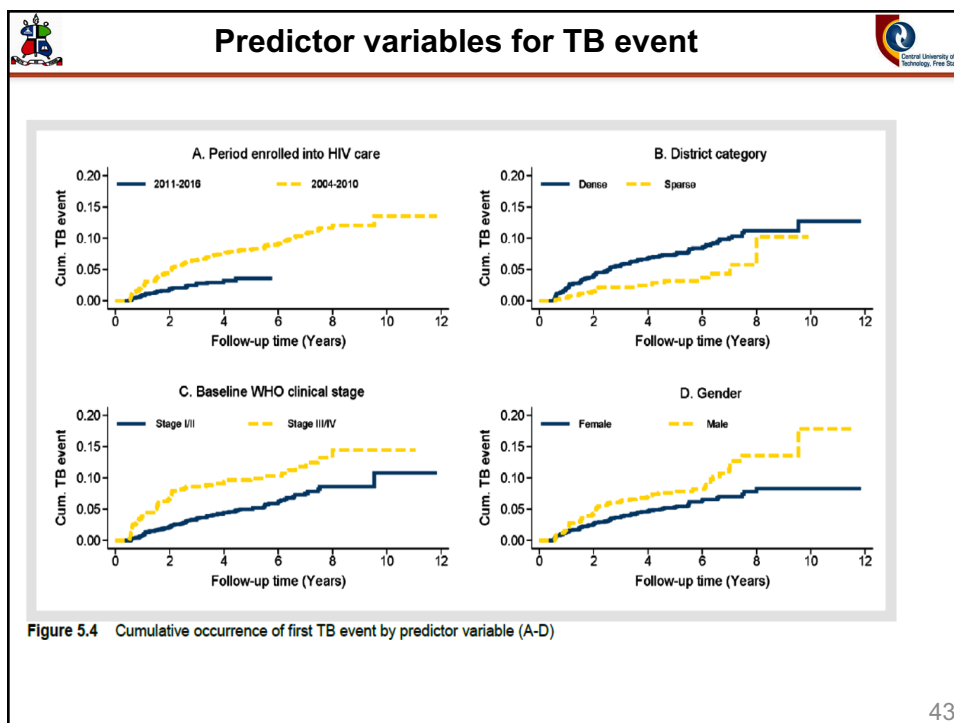 Predictor variables for TB event
Central University of
Technology, Free Sta
A. Period enrolled into HIV care
2011-2016
2004-2010
Cum. TB event
0.20
0.15
0.10
0.05
0.00
0 2 4 6 8 10 12
Follow-up time (Years)
B. District category
Dense
Sparse
Cum. TB event
0.20
0.15
0.10
0.05
0.00
0 2 4 6 8 10 12
Follow-up time (Years)
C. Baseline WHO clinical stage
Stage I/II
Stage III/IV
Cum. TB event
0.20
0.15
0.10
0.05
0.00
0 2 4 6 8 10 12
Follow-up time (Years)
D. Gender
Female
Male
Cum. TB event
0.20
0.15
0.10
0.05
0.00
0 2 4 6 8 10 12
Follow-up time (Years)
Figure 5.4 Cumulative occurrence of first TB event by predictor variable (A-D)
43